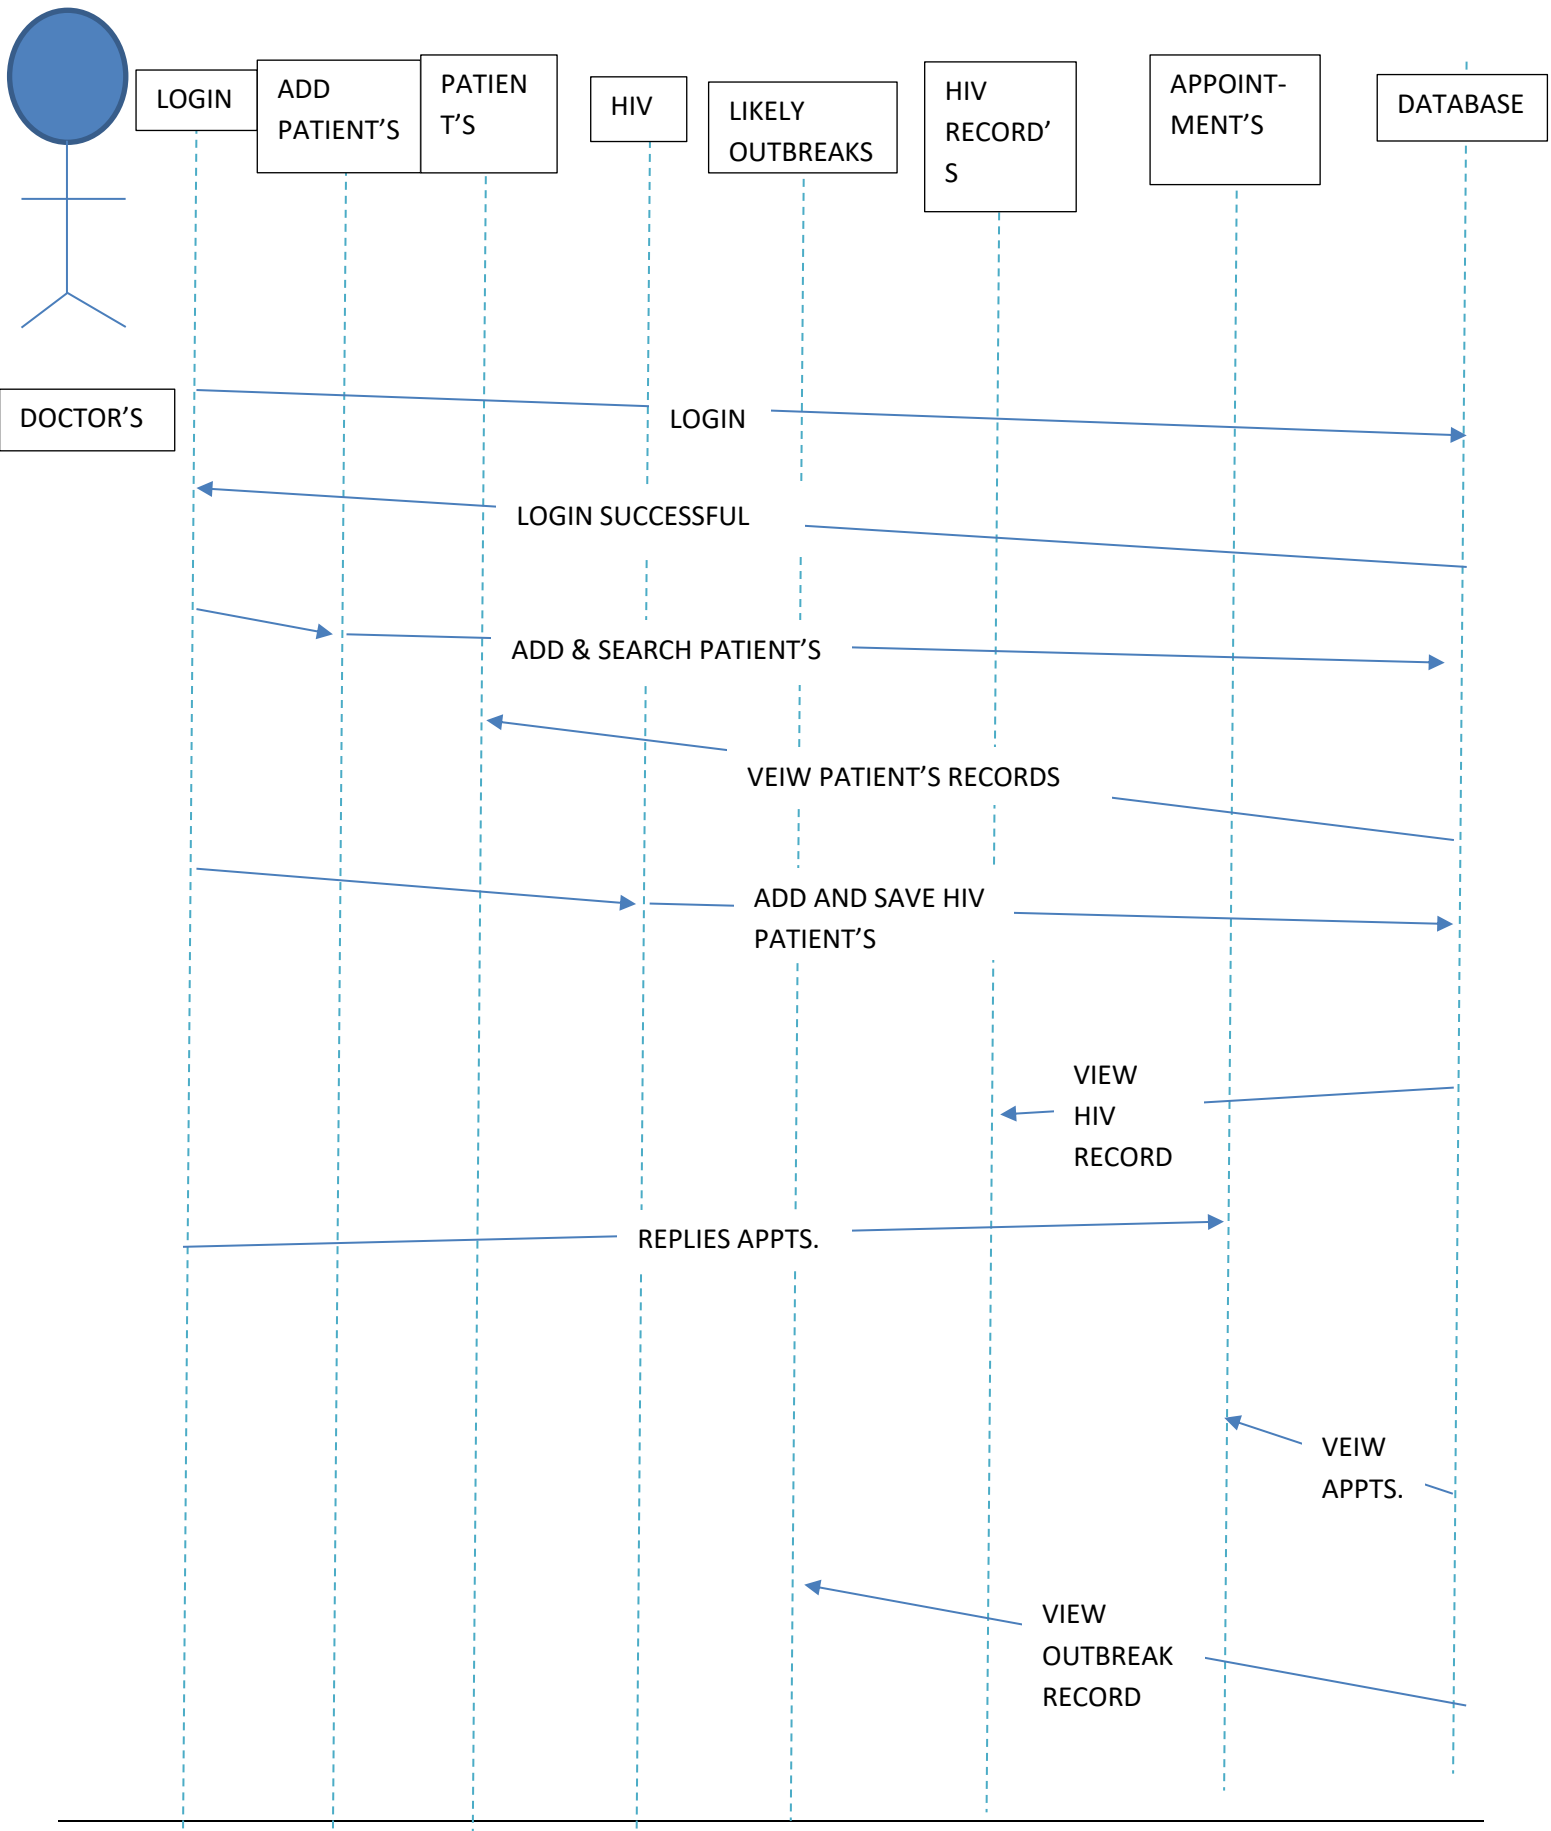 LOGIN
ADD
PATIENT’S
PATIEN
T’S
HIV
LIKELY
OUTBREAKS
HIV
RECORD’
S
APPOINT-
MENT’S
DATABASE
DOCTOR’S
LOGIN
LOGIN SUCCESSFUL
ADD & SEARCH PATIENT’S
VEIW PATIENT’S RECORDS
ADD AND SAVE HIV
PATIENT’S
VIEW
HIV
RECORD
REPLIES APPTS.
VEIW
APPTS.
VIEW
OUTBREAK
RECORD